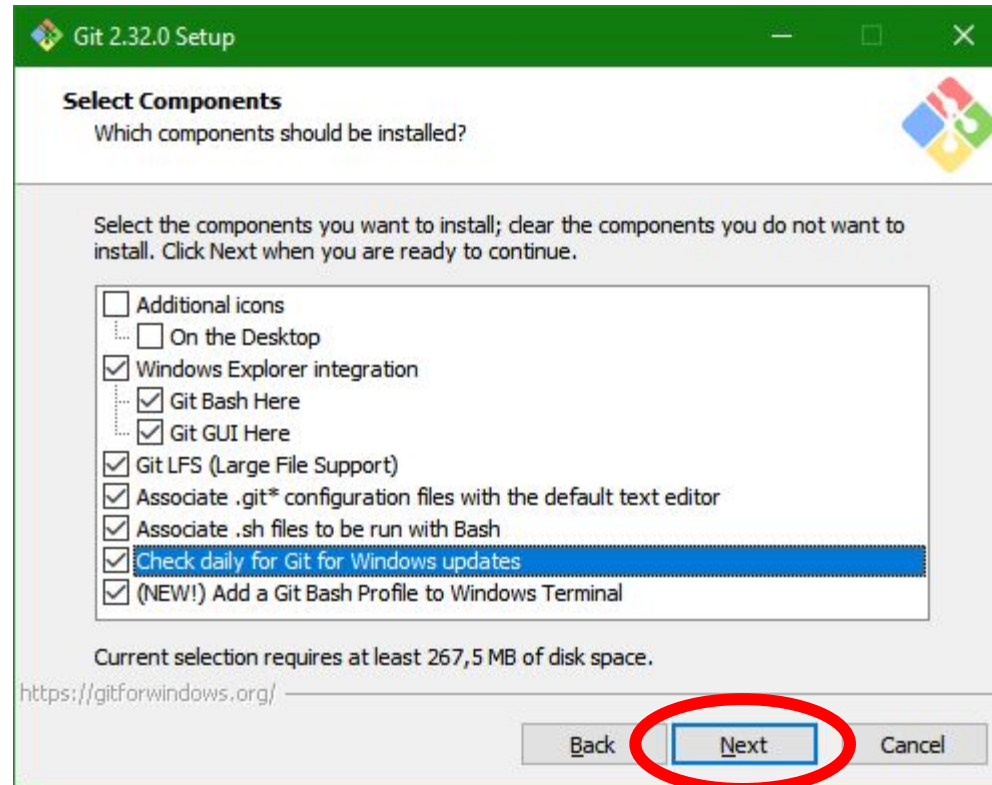 Git 2.32.0 Setup
Select Components
Which components should be installed?
Select the components you want to install; clear the components you do not want to
install. Click Next when you are ready to continue.
Additional icons
On the Desktop
Windows Explorer integration
Git Bash Here
Git GUI Here
Git LFS (Large File Support)
Associate .git* configuration files with the default text editor
Associate .sh files to be run with Bash
Check daily for Git for Windows updates
(NEW!) Add a Git Bash Profile to Windows Terminal
Current selection requires at least 267,5 MB of disk space.
https://gitforwindows.org/
Back Next Cancel